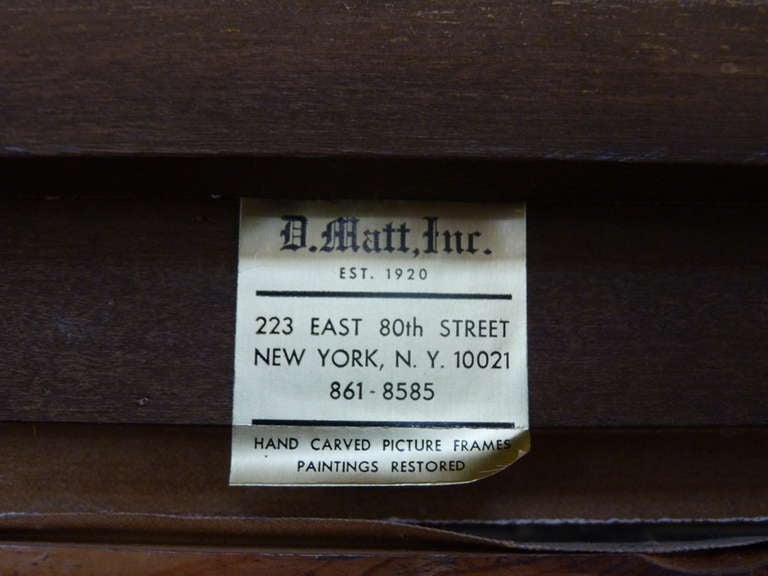 D. Matt, Inc.
EST. 1920
223 EAST 80th STREET
NEW YORK, N. Y. 10021
861-8585
HAND CARVED PICTURE FRAMES
PAINTINGS RESTORED